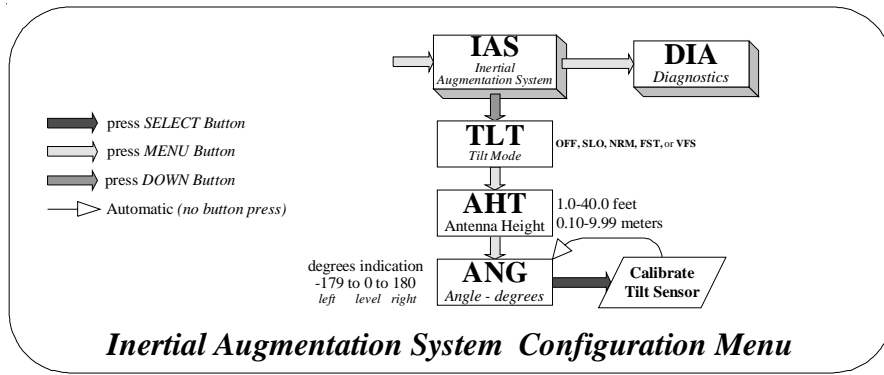 IAS
Inertial
Augmentation System
DIA
Diagnostics
press SELECT Button
press MENU Button
press DOWN Button
Automatic (no button press)
TLT
Tilt Mode
OFF, SLO, NRM, FST, or VFS
AHT
Antenna Height
1.0-40.0 feet
0.10-9.99 meters
degrees indication
-179 to 0 to 180
left level right
ANG
Angle - degrees
Calibrate
Tilt Sensor
Inertial Augmentation System Configuration Menu